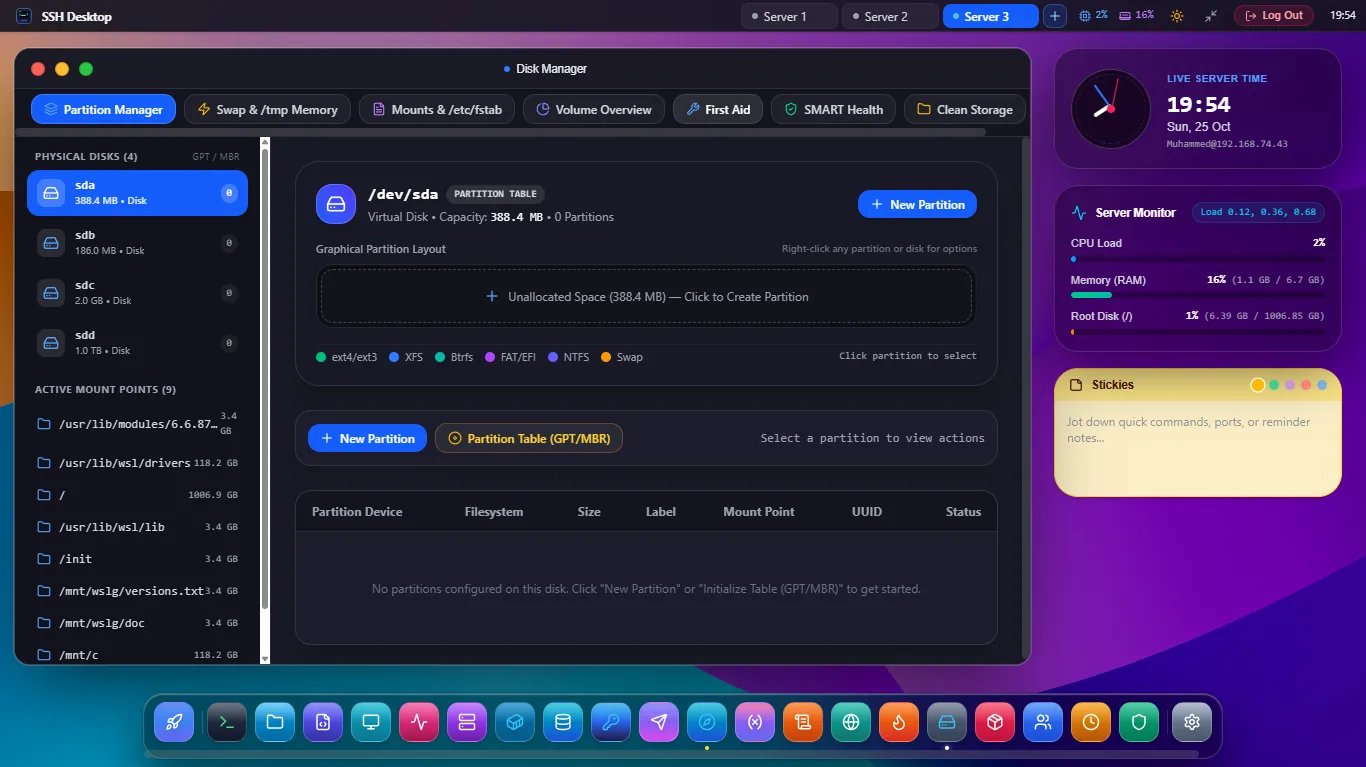 SSH Desktop
Server 1
Server 2
Server 3
2%
16%
Log Out
19:54
Disk Manager
Partition Manager
Swap & /tmp Memory
Mounts & /etc/fstab
Volume Overview
First Aid
SMART Health
Clean Storage
PHYSICAL DISKS (4)
GPT / MBR
sda
388.4 MB • Disk
0
sdb
186.0 MB • Disk
0
sdc
2.0 GB • Disk
0
sdd
1.0 TB • Disk
0
ACTIVE MOUNT POINTS (9)
/usr/lib/modules/6.6.87… 3.4 GB
/usr/lib/wsl/drivers 118.2 GB
/ 1006.9 GB
/usr/lib/wsl/lib 3.4 GB
/init 3.4 GB
/mnt/wslg/versions.txt 3.4 GB
/mnt/wslg/doc 3.4 GB
/mnt/c 118.2 GB
/dev/sda PARTITION TABLE
Virtual Disk • Capacity: 388.4 MB • 0 Partitions
New Partition
Graphical Partition Layout
Right-click any partition or disk for options
Unallocated Space (388.4 MB) — Click to Create Partition
ext4/ext3 XFS Btrfs FAT/EFI NTFS Swap
Click partition to select
New Partition
Partition Table (GPT/MBR)
Select a partition to view actions
Partition Device Filesystem Size Label Mount Point UUID Status
No partitions configured on this disk. Click "New Partition" or "Initialize Table (GPT/MBR)" to get started.
LIVE SERVER TIME
19:54
Sun, 25 Oct
Muhammed@192.168.74.43
Server Monitor
Load 0.12, 0.36, 0.68
CPU Load 2%
Memory (RAM) 16% (1.1 GB / 6.7 GB)
Root Disk (/) 1% (6.39 GB / 1006.85 GB)
Stickies
Jot down quick commands, ports, or reminder
notes...